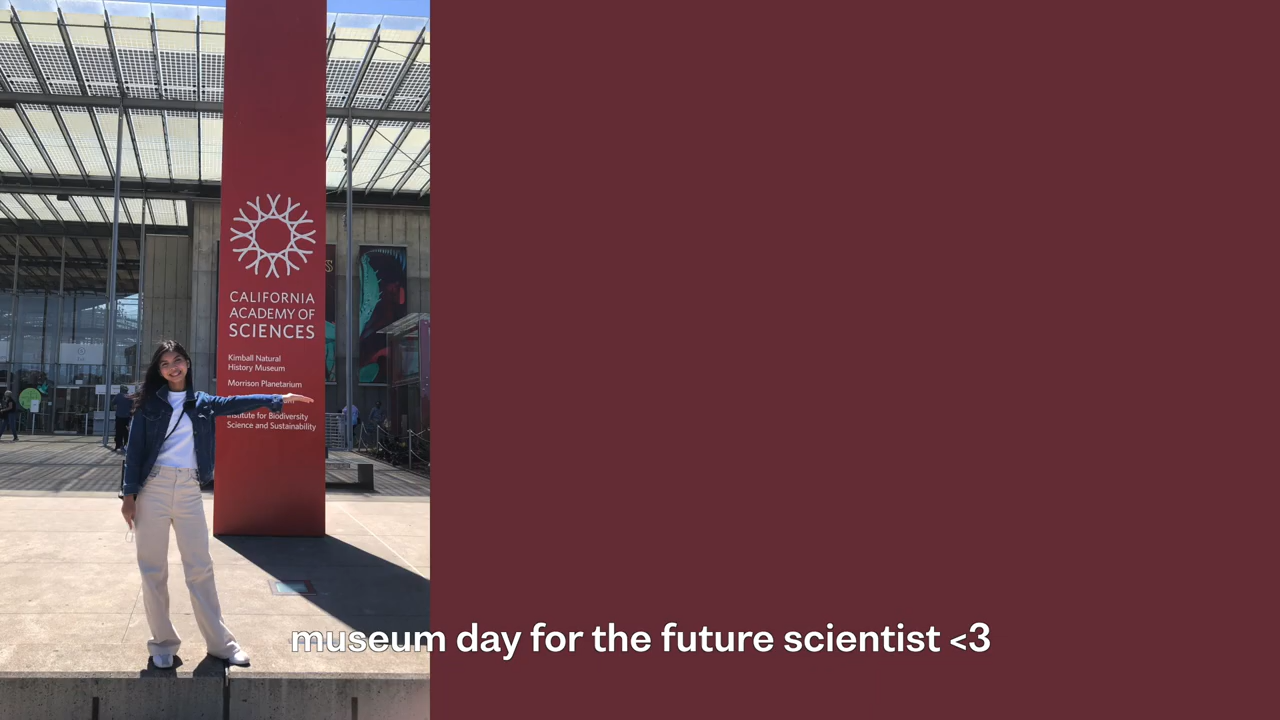 CALIFORNIA
ACADEMY OF
SCIENCES
Kimball Natural
History Museum
Morrison Planetarium
Institute for Biodiversity
Science and Sustainability
museum day for the future scientist <3